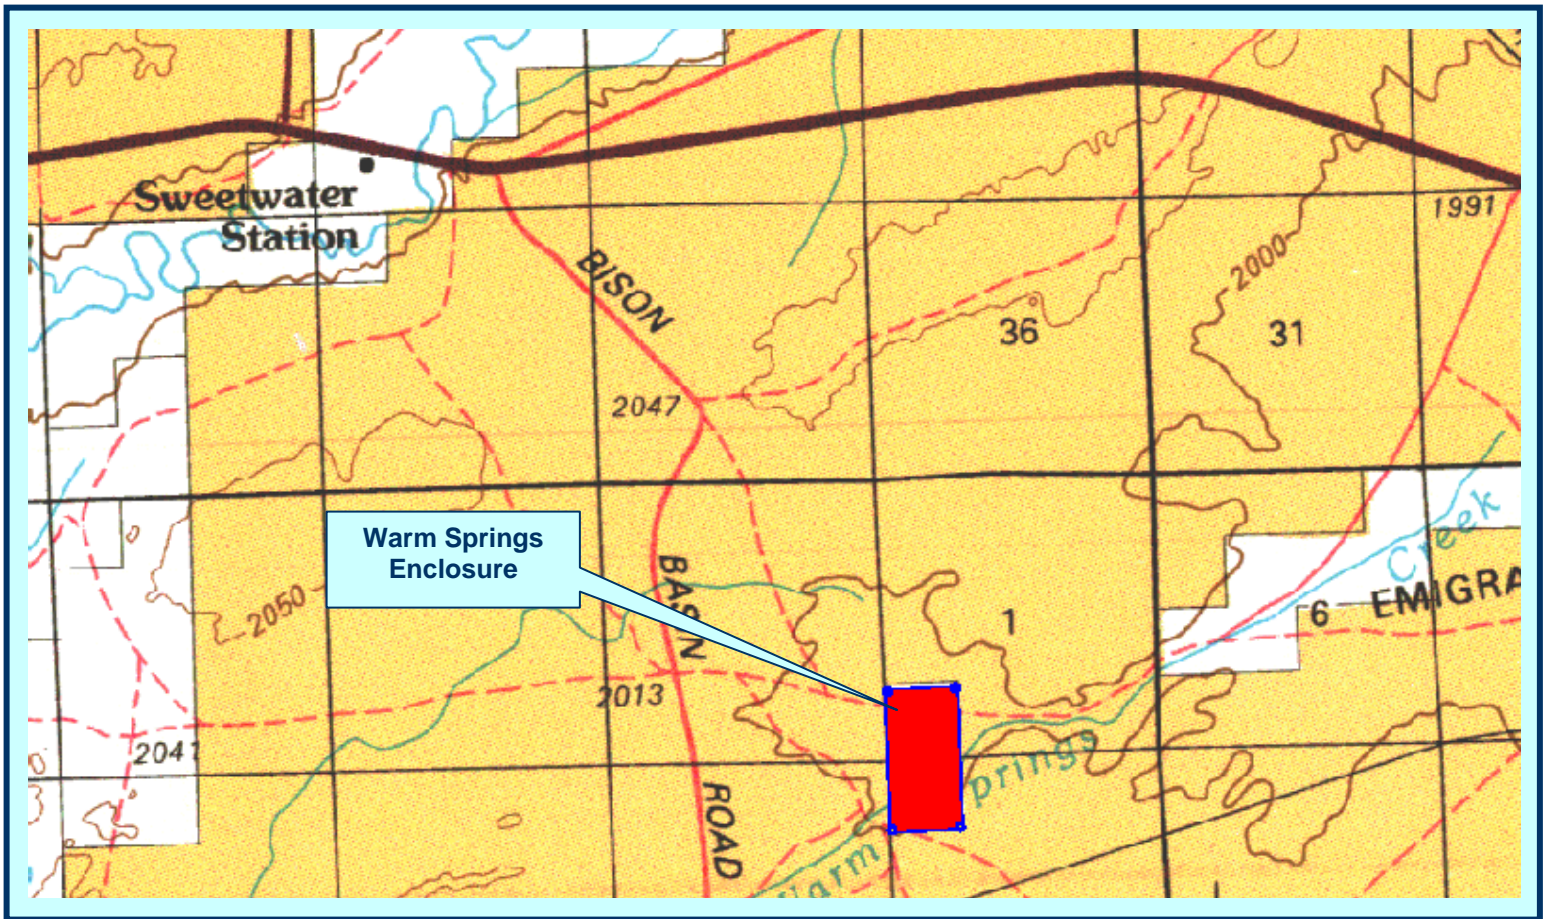 Sweetwater
Station
1991
BISON
2000
36
31
2047
Creek
Warm Springs
Enclosure
BASIN
2050
1
6
EMIGRA
2013
2041
prings
ROAD
Warm